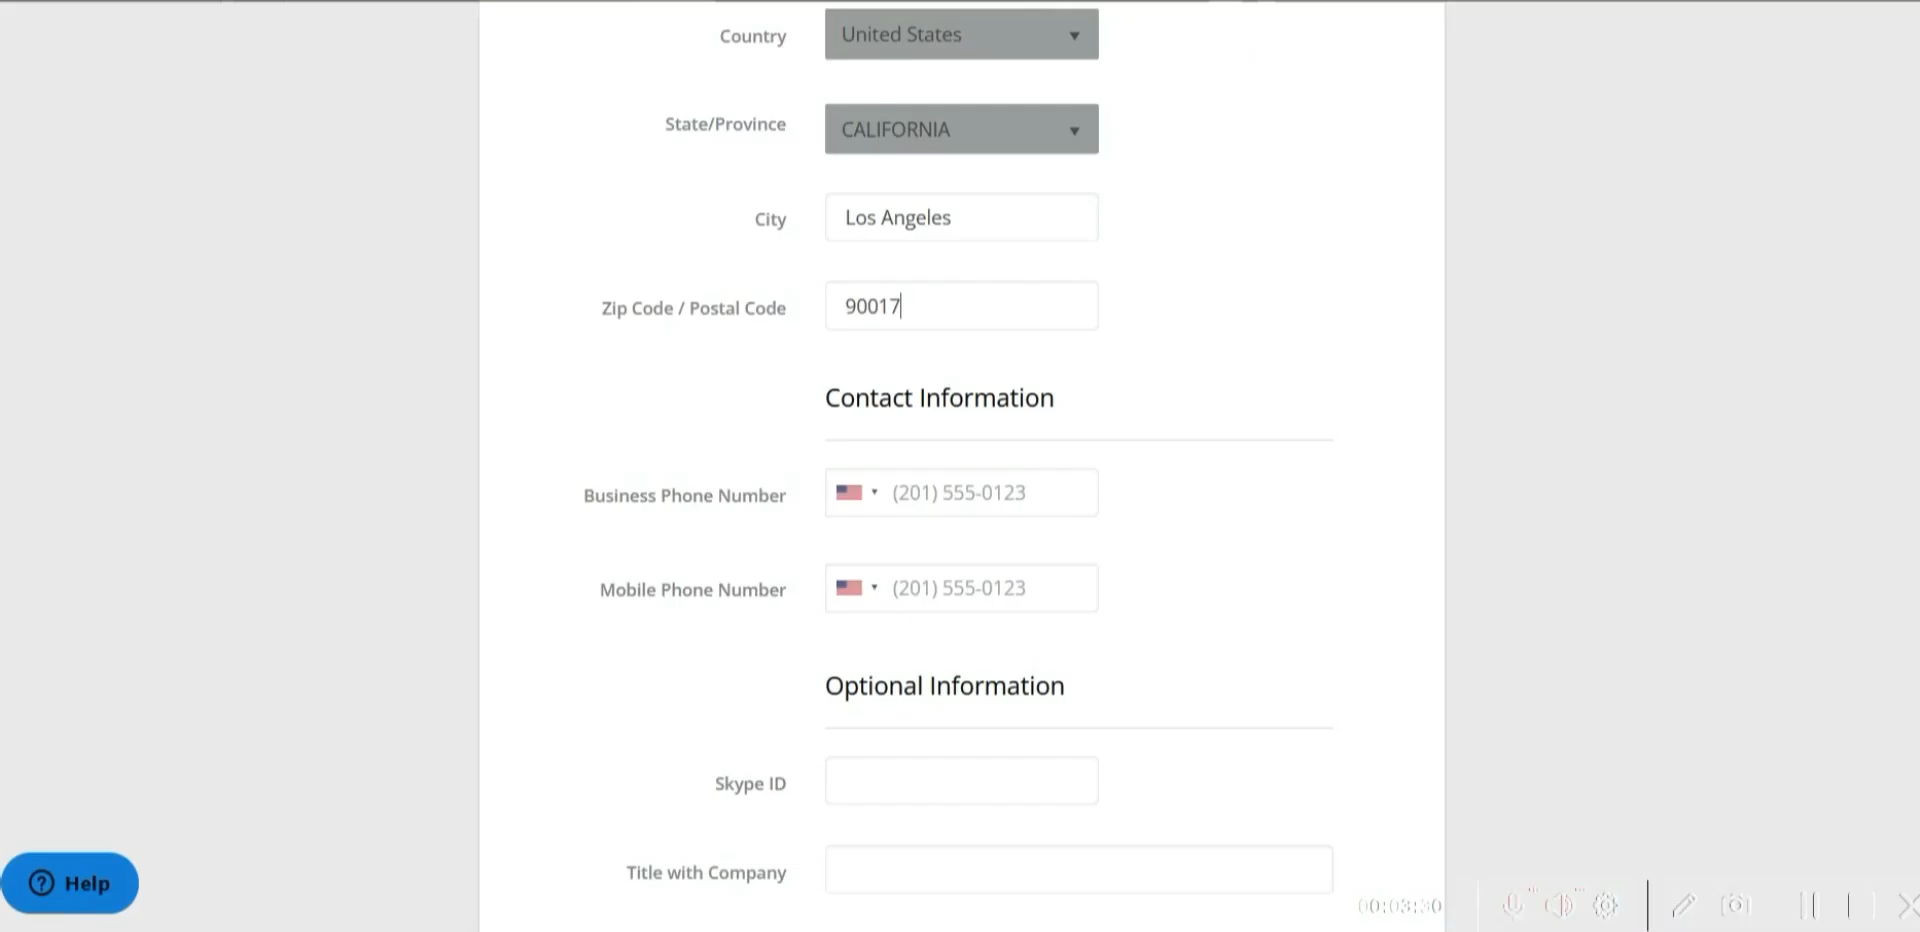 Country
United States
State/Province
CALIFORNIA
City
Los Angeles
Zip Code / Postal Code
90017
Contact Information
Business Phone Number
(201) 555-0123
Mobile Phone Number
(201) 555-0123
Optional Information
Skype ID
Title with Company
Help
00:03:30